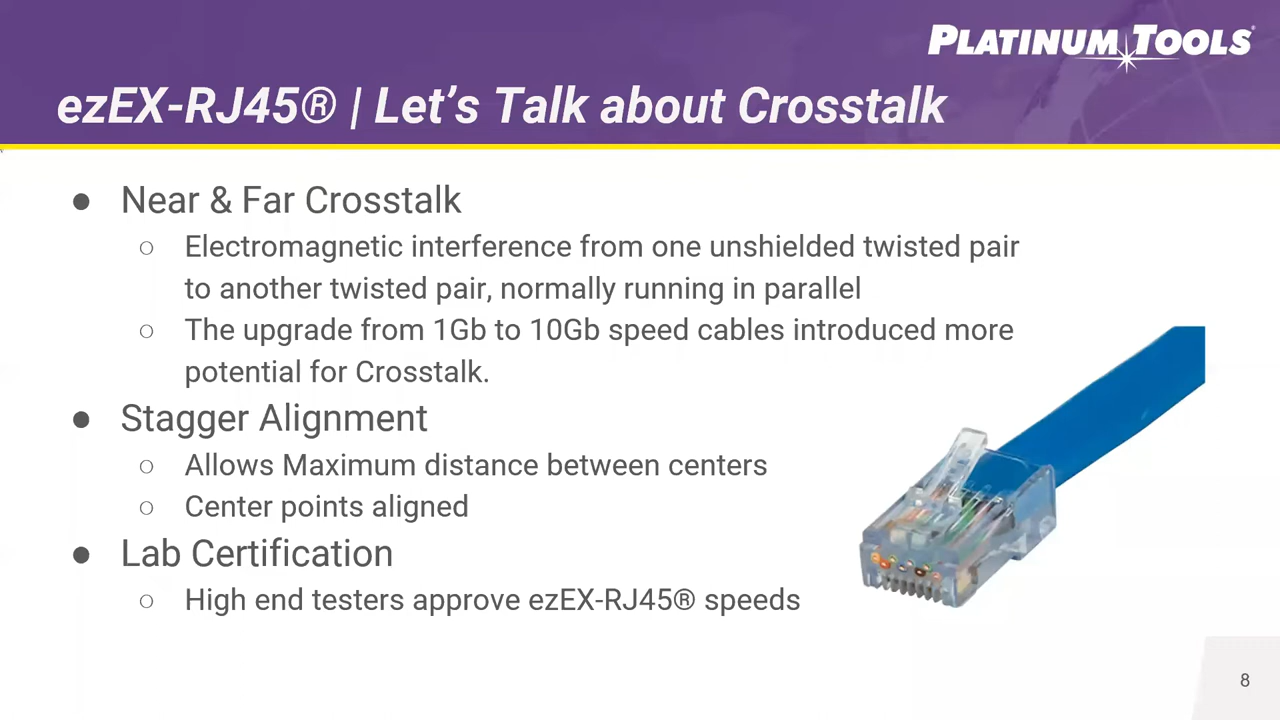 PLATINUM TOOLS®
ezEX-RJ45® | Let's Talk about Crosstalk
● Near & Far Crosstalk
○ Electromagnetic interference from one unshielded twisted pair
to another twisted pair, normally running in parallel
○ The upgrade from 1Gb to 10Gb speed cables introduced more
potential for Crosstalk.
● Stagger Alignment
○ Allows Maximum distance between centers
○ Center points aligned
● Lab Certification
○ High end testers approve ezEX-RJ45® speeds
8